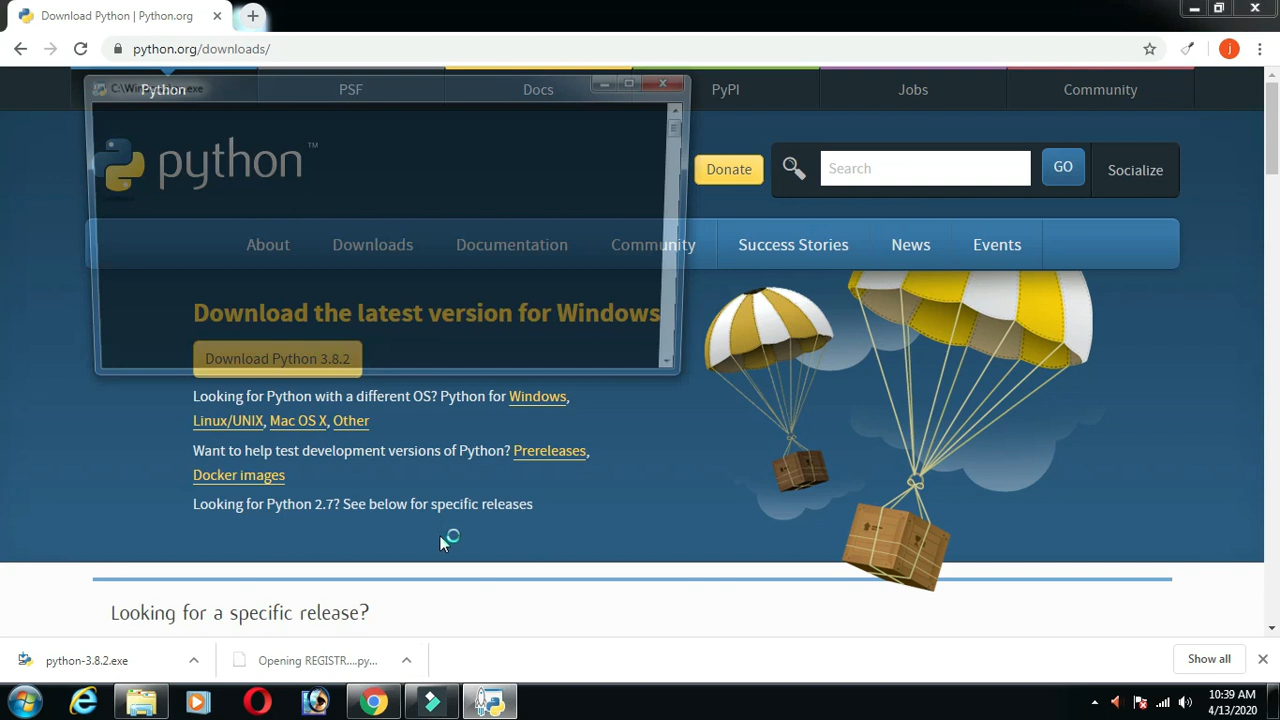 Download Python | Python.org
python.org/downloads/
j
Python
PSF
Docs
PyPI
Jobs
Community
python™
Donate
Search
GO
Socialize
About
Downloads
Documentation
Community
Success Stories
News
Events
Download the latest version for Windows
Download Python 3.8.2
Looking for Python with a different OS? Python for Windows,
Linux/UNIX, Mac OS X, Other
Want to help test development versions of Python? Prereleases,
Docker images
Looking for Python 2.7? See below for specific releases
Looking for a specific release?
python-3.8.2.exe
Opening REGISTR....py...
Show all
10:39 AM
4/13/2020